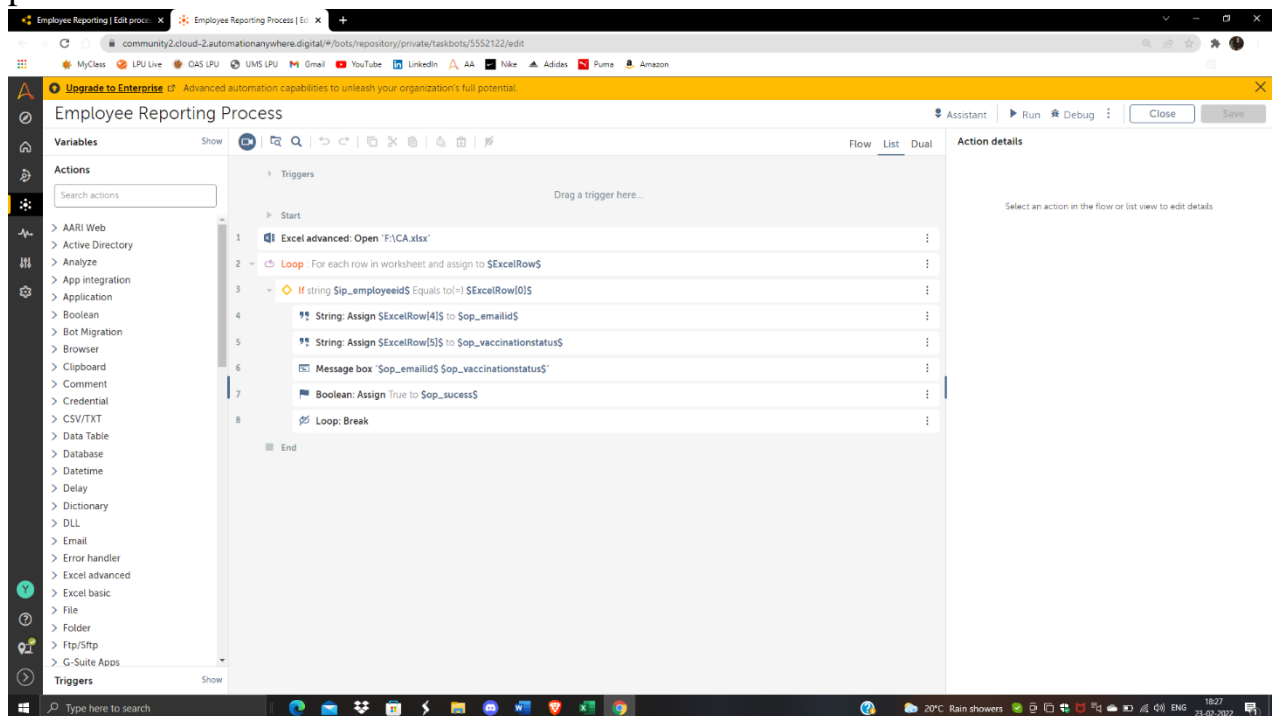 Employee Reporting | Edit proce: × Employee Reporting Process | Ed × +
community2.cloud-2.automationanywhere.digital/#/bots/repository/private/taskbots/5552122/edit
MyClass LPU Live OAS LPU UMS LPU Gmail YouTube LinkedIn AA Nike Adidas Puma Amazon
Upgrade to Enterprise Advanced automation capabilities to unleash your organization's full potential.
Employee Reporting Process Assistant Run Debug Close Save
Variables Show Flow List Dual Action details
Actions
Search actions
Triggers
Drag a trigger here...
Select an action in the flow or list view to edit details
Start
AARI Web
Active Directory
Analyze
App integration
Application
Boolean
Bot Migration
Browser
Clipboard
Comment
Credential
CSV/TXT
Data Table
Database
Datetime
Delay
Dictionary
DLL
Email
Error handler
Excel advanced
Excel basic
File
Folder
Ftp/Sftp
G-Suite Apps
Triggers Show
1 Excel advanced: Open "F:\CA.xlsx"
2 Loop : For each row in worksheet and assign to $ExcelRow$
3 If string $ip_employeeid$ Equals to(=) $ExcelRow[0]$
4 String: Assign $ExcelRow[4]$ to $op_emailid$
5 String: Assign $ExcelRow[5]$ to $op_vaccinationstatus$
6 Message box "$op_emailid$ $op_vaccinationstatus$"
7 Boolean: Assign True to $op_sucess$
8 Loop: Break
End
Y
Type here to search
20°C Rain showers ENG 18:27
23-02-2022